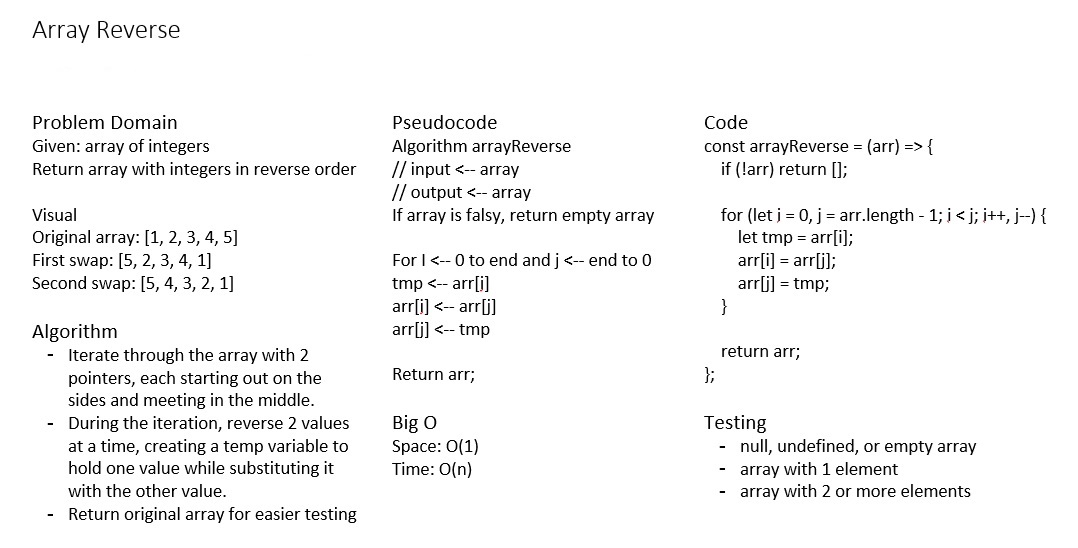 Array Reverse
Problem Domain
Given: array of integers
Return array with integers in reverse order
Visual
Original array: [1, 2, 3, 4, 5]
First swap: [5, 2, 3, 4, 1]
Second swap: [5, 4, 3, 2, 1]
Algorithm
- Iterate through the array with 2
pointers, each starting out on the
sides and meeting in the middle.
- During the iteration, reverse 2 values
at a time, creating a temp variable to
hold one value while substituting it
with the other value.
- Return original array for easier testing
Pseudocode
Algorithm arrayReverse
// input <-- array
// output <-- array
If array is falsy, return empty array
For I <-- 0 to end and j <-- end to 0
tmp <-- arr[i]
arr[i] <-- arr[j]
arr[j] <-- tmp
Return arr;
Big O
Space: O(1)
Time: O(n)
Code
const arrayReverse = (arr) => {
if (!arr) return [];
for (let i = 0, j = arr.length - 1; i < j; i++, j--) {
let tmp = arr[i];
arr[i] = arr[j];
arr[j] = tmp;
}
return arr;
};
Testing
- null, undefined, or empty array
- array with 1 element
- array with 2 or more elements